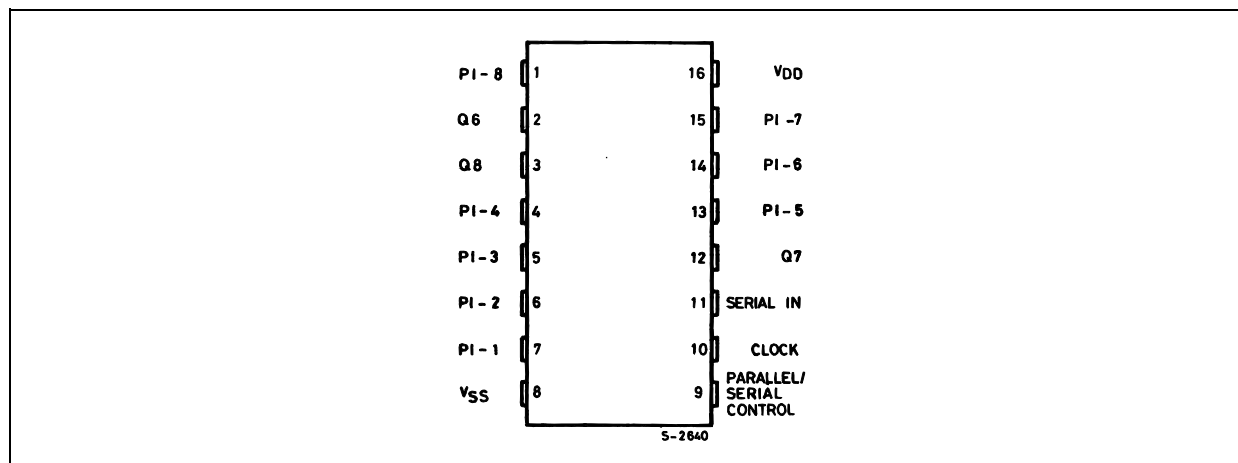 PI-8 1 16 VDD
Q6 2 15 PI-7
Q8 3 14 PI-6
PI-4 4 13 PI-5
PI-3 5 12 Q7
PI-2 6 11 SERIAL IN
PI-1 7 10 CLOCK
VSS 8 9 PARALLEL/
SERIAL
CONTROL
S-2640